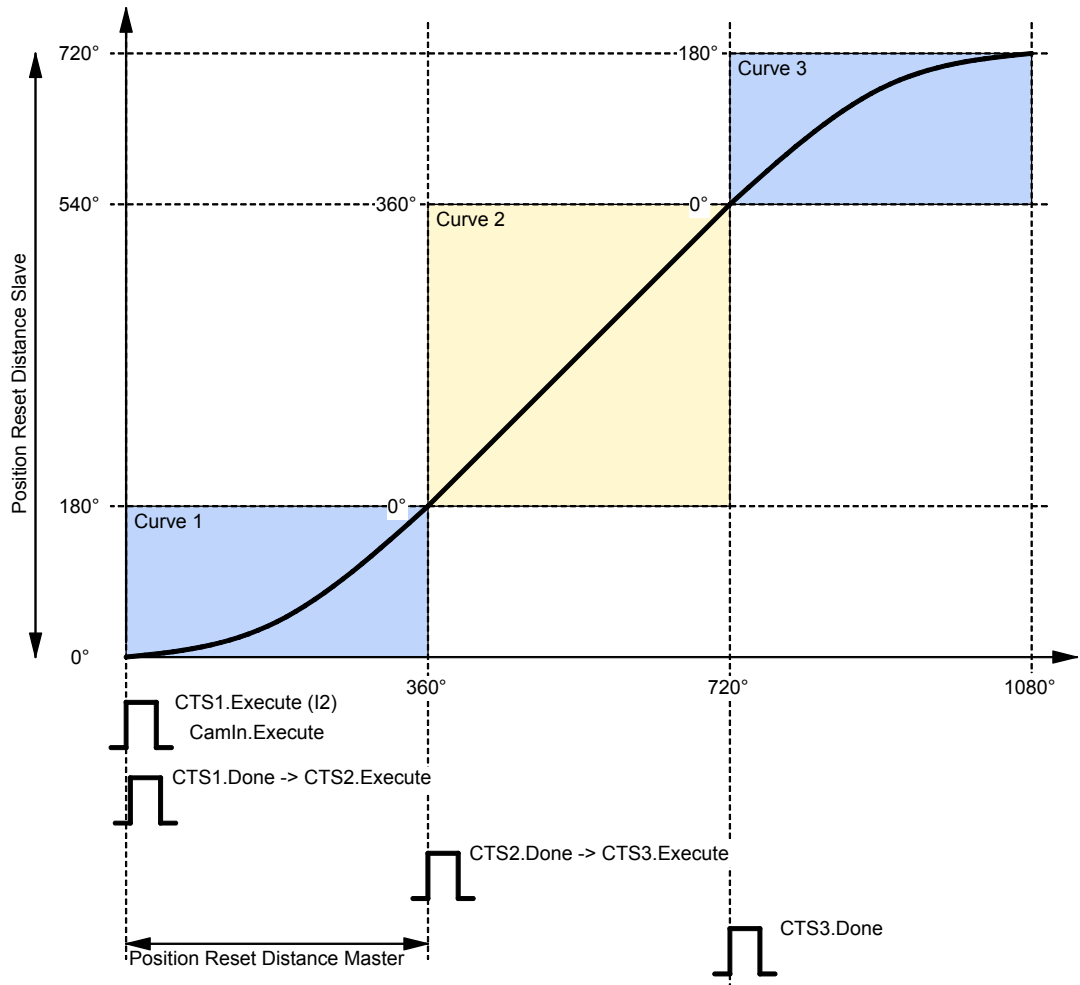 720°
180°
Curve 3
540°
360°
0°
Curve 2
Position Reset Distance Slave
180°
0°
Curve 1
0°
360°
720°
1080°
CTS1.Execute (I2)
CamIn.Execute
CTS1.Done -> CTS2.Execute
CTS2.Done -> CTS3.Execute
CTS3.Done
Position Reset Distance Master